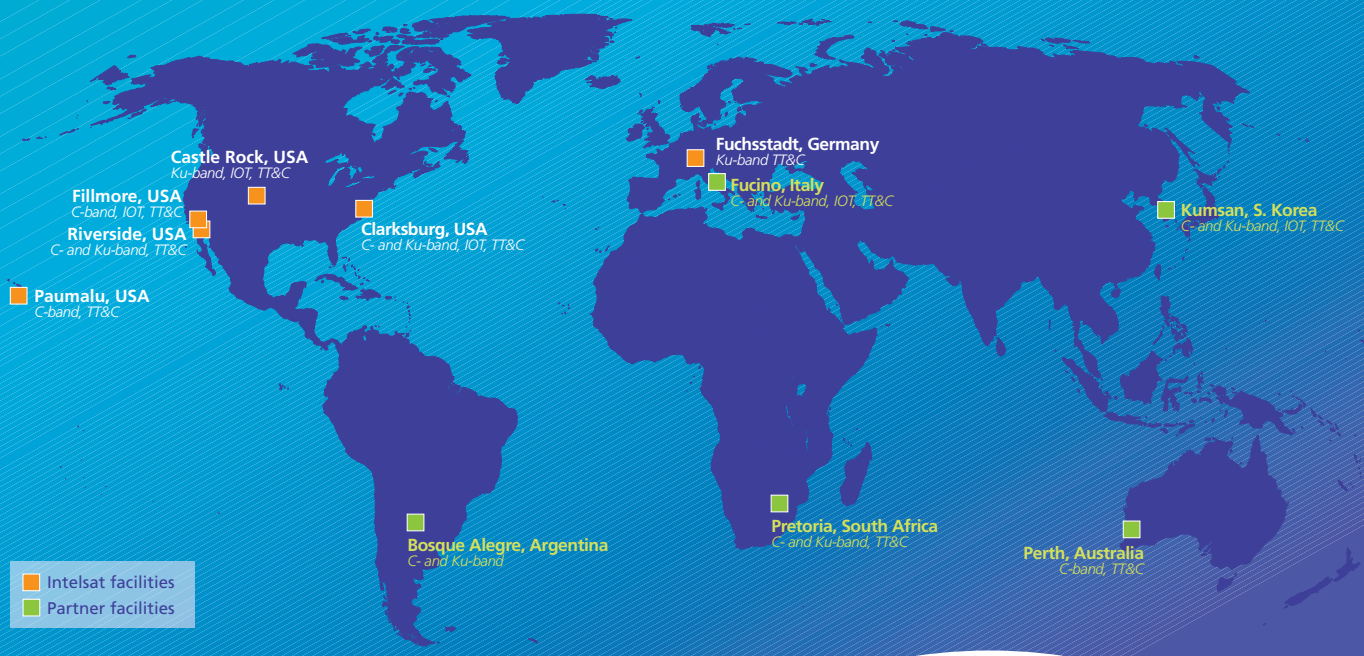 Castle Rock, USA
Ku-band, IOT, TT&C
Fillmore, USA
C-band, IOT, TT&C
Riverside, USA
C- and Ku-band, TT&C
Clarksburg, USA
C- and Ku-band, IOT, TT&C
Paumalu, USA
C-band, TT&C
Fuchsstadt, Germany
Ku-band TT&C
Fucino, Italy
C- and Ku-band, IOT, TT&C
Kumsan, S. Korea
C- and Ku-band, IOT, TT&C
Bosque Alegre, Argentina
C- and Ku-band
Pretoria, South Africa
C- and Ku-band, TT&C
Perth, Australia
C-band, TT&C
Intelsat facilities
Partner facilities